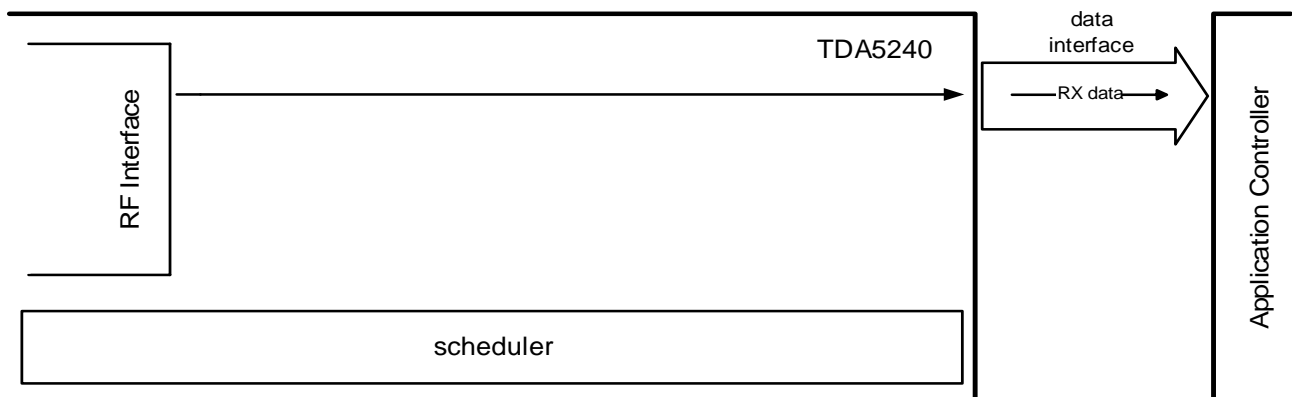 TDA5240
data
interface
RX data
RF Interface
Application Controller
scheduler